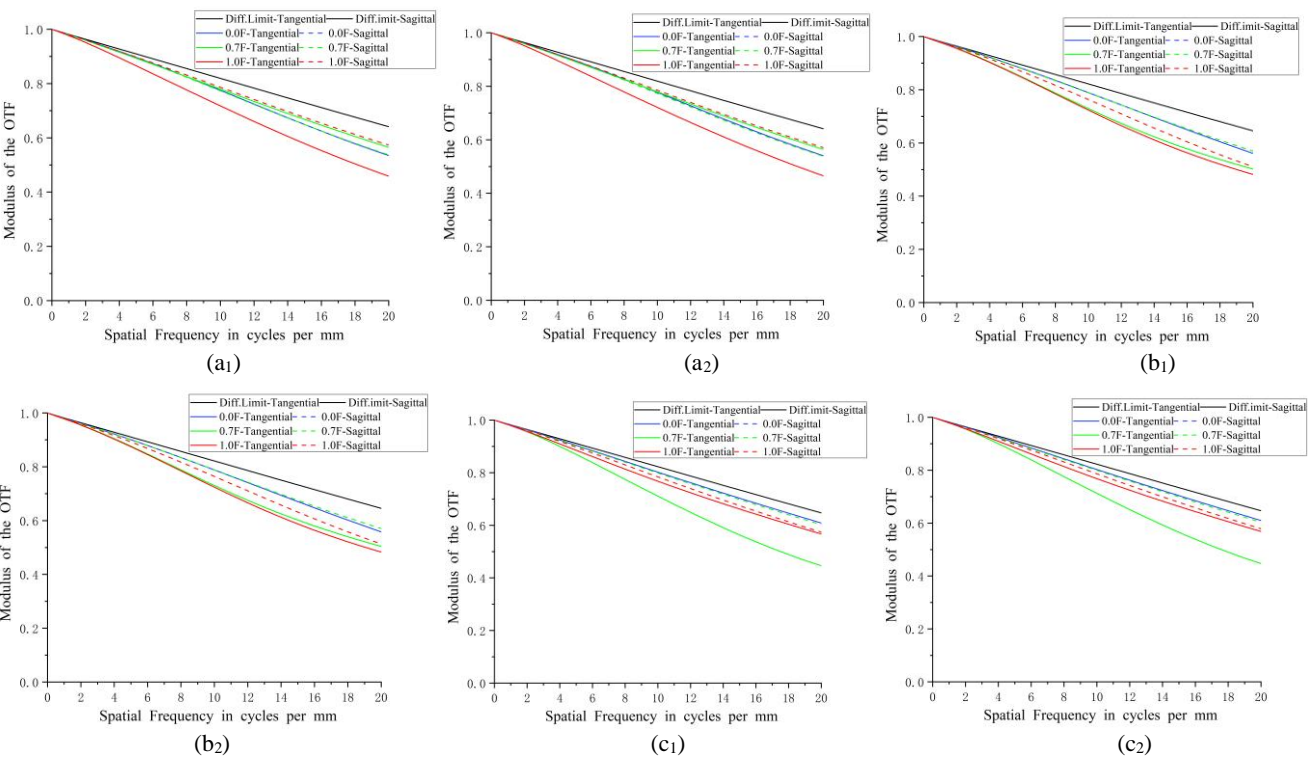 Diff.Limit-Tangential Diff.imit-Sagittal
0.0F-Tangential 0.0F-Sagittal
0.7F-Tangential 0.7F-Sagittal
1.0F-Tangential 1.0F-Sagittal
1.0
0.8
0.6
0.4
0.2
0.0
Modulus of the OTF
0 2 4 6 8 10 12 14 16 18 20
Spatial Frequency in cycles per mm
(a1)
Diff.Limit-Tangential Diff.imit-Sagittal
0.0F-Tangential 0.0F-Sagittal
0.7F-Tangential 0.7F-Sagittal
1.0F-Tangential 1.0F-Sagittal
1.0
0.8
0.6
0.4
0.2
0.0
Modulus of the OTF
0 2 4 6 8 10 12 14 16 18 20
Spatial Frequency in cycles per mm
(a2)
Diff.Limit-Tangential Diff.imit-Sagittal
0.0F-Tangential 0.0F-Sagittal
0.7F-Tangential 0.7F-Sagittal
1.0F-Tangential 1.0F-Sagittal
1.0
0.8
0.6
0.4
0.2
0.0
Modulus of the OTF
0 2 4 6 8 10 12 14 16 18 20
Spatial Frequency in cycles per mm
(b1)
Diff.Limit-Tangential Diff.imit-Sagittal
0.0F-Tangential 0.0F-Sagittal
0.7F-Tangential 0.7F-Sagittal
1.0F-Tangential 1.0F-Sagittal
1.0
0.8
0.6
0.4
0.2
0.0
Modulus of the OTF
0 2 4 6 8 10 12 14 16 18 20
Spatial Frequency in cycles per mm
(b2)
Diff.Limit-Tangential Diff.imit-Sagittal
0.0F-Tangential 0.0F-Sagittal
0.7F-Tangential 0.7F-Sagittal
1.0F-Tangential 1.0F-Sagittal
1.0
0.8
0.6
0.4
0.2
0.0
Modulus of the OTF
0 2 4 6 8 10 12 14 16 18 20
Spatial Frequency in cycles per mm
(c1)
Diff.Limit-Tangential Diff.imit-Sagittal
0.0F-Tangential 0.0F-Sagittal
0.7F-Tangential 0.7F-Sagittal
1.0F-Tangential 1.0F-Sagittal
1.0
0.8
0.6
0.4
0.2
0.0
Modulus of the OTF
0 2 4 6 8 10 12 14 16 18 20
Spatial Frequency in cycles per mm
(c2)